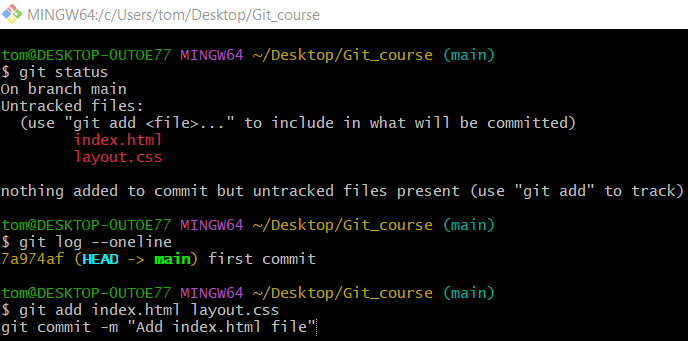 MINGW64:/c/Users/tom/Desktop/Git_course
tom@DESKTOP-OUTOE77 MINGW64 ~/Desktop/Git_course (main)
$ git status
On branch main
Untracked files:
  (use "git add <file>..." to include in what will be committed)
        index.html
        layout.css
nothing added to commit but untracked files present (use "git add" to track)
tom@DESKTOP-OUTOE77 MINGW64 ~/Desktop/Git_course (main)
$ git log --oneline
7a974af (HEAD -> main) first commit
tom@DESKTOP-OUTOE77 MINGW64 ~/Desktop/Git_course (main)
$ git add index.html layout.css
git commit -m "Add index.html file"